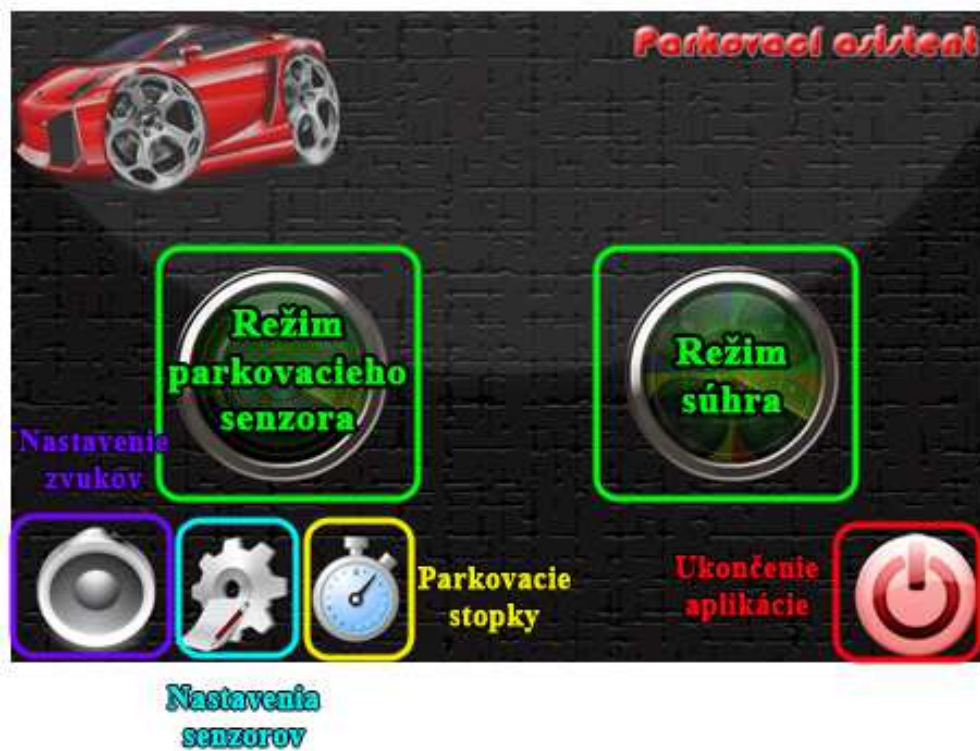 Parkovací asistent
Režim
parkovacieho
senzora
Režim
súhra
Nastavenie
zvukov
Parkovacie
stopky
Ukončenie
aplikácie
Nastavenia
senzorov